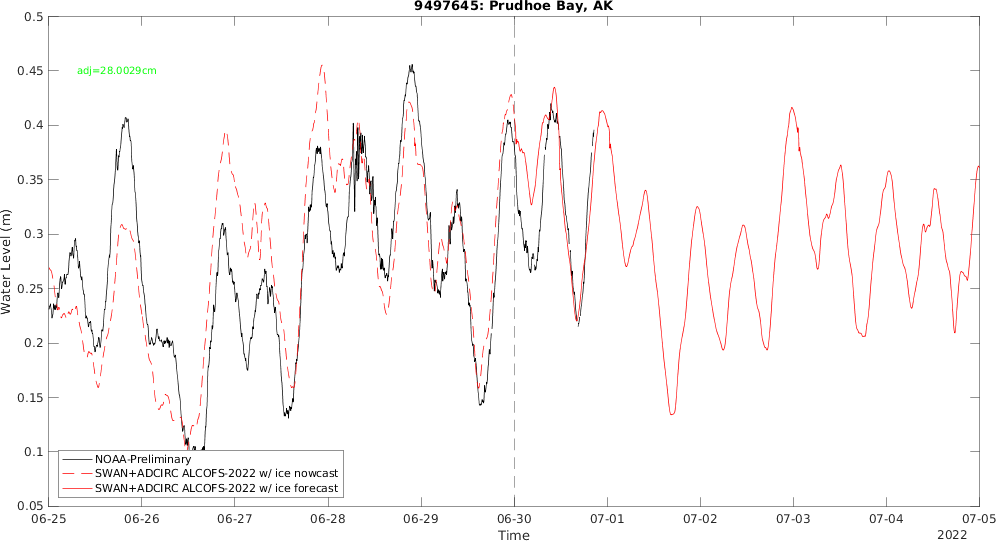 9497645: Prudhoe Bay, AK
0.5
0.45
0.4
0.35
0.3
0.25
0.2
0.15
0.1
0.05
Water Level (m)
adj=28.0029cm
NOAA-Preliminary
SWAN+ADCIRC ALCOFS-2022 w/ ice nowcast
SWAN+ADCIRC ALCOFS-2022 w/ ice forecast
06-25 06-26 06-27 06-28 06-29 06-30 07-01 07-02 07-03 07-04 07-05
Time
2022